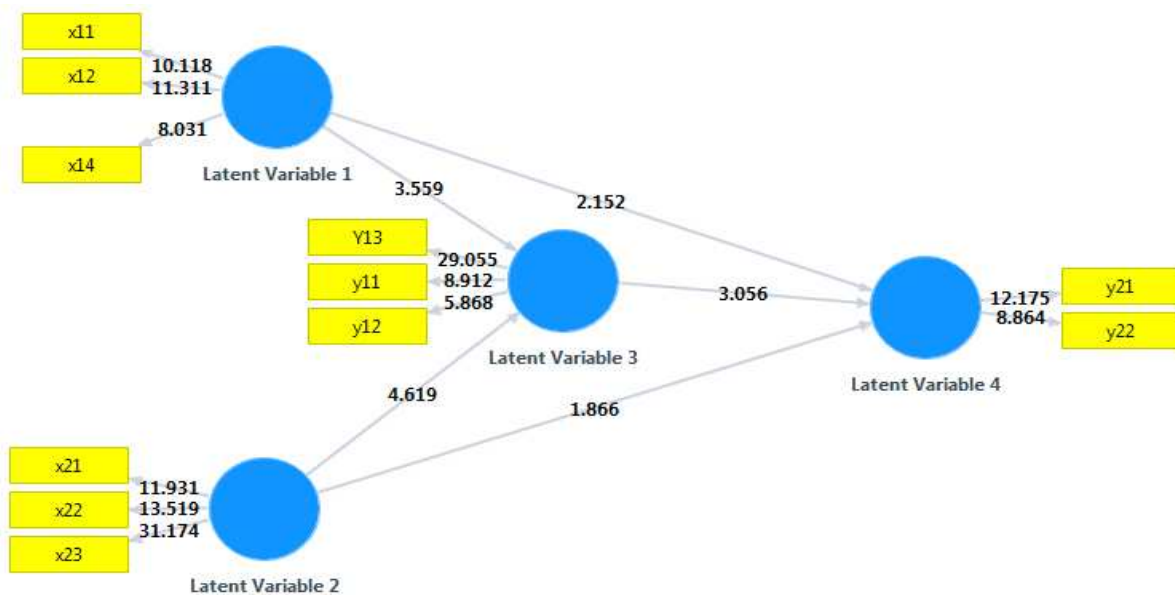 x11
10.118
x12
11.311
8.031
x14
Latent Variable 1
3.559
2.152
Y13
29.055
y11
8.912
y12
5.868
Latent Variable 3
3.056
12.175
y21
8.864
y22
Latent Variable 4
4.619
1.866
x21
11.931
x22
13.519
x23
31.174
Latent Variable 2